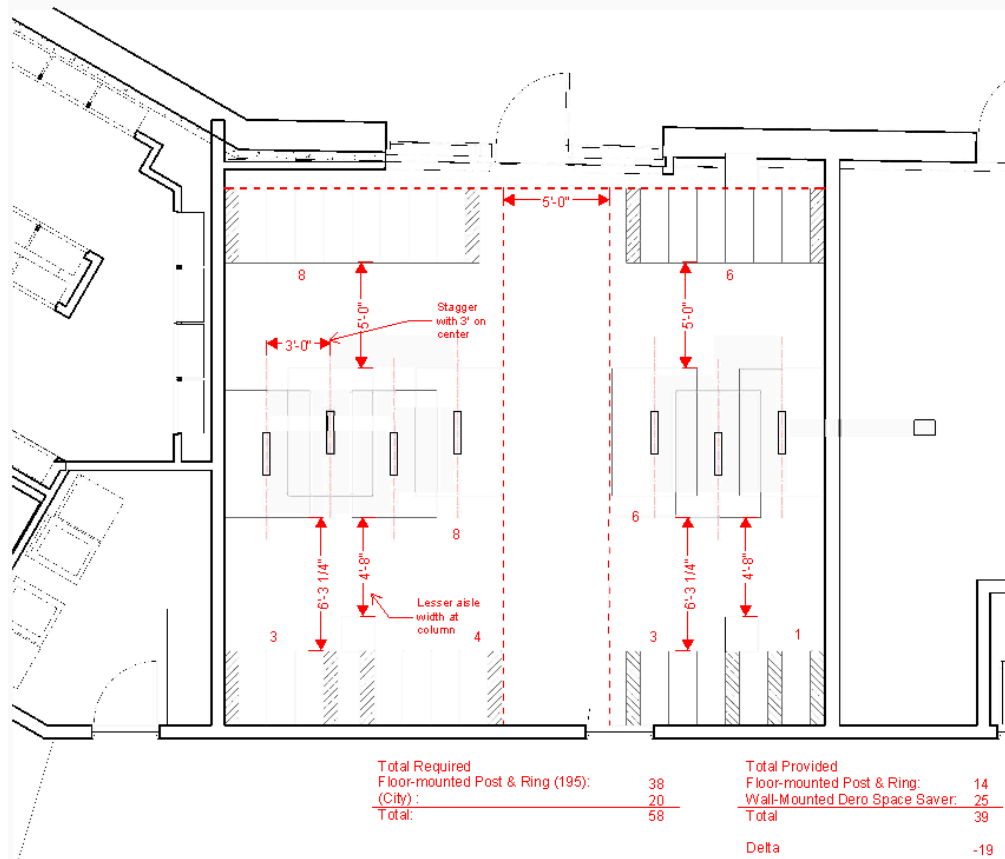 5'-0"
8
6
Stagger
with 3' on
center
5'-0"
5'-0"
3'-0"
8
6
6'-3 1/4"
4'-8"
6'-3 1/4"
4'-8"
Lesser aisle
width at
column
3
4
3
1
Total Required
Floor-mounted Post & Ring (195): 38
(City) : 20
Total: 58
Total Provided
Floor-mounted Post & Ring: 14
Wall-Mounted Dero Space Saver: 25
Total 39
Delta -19